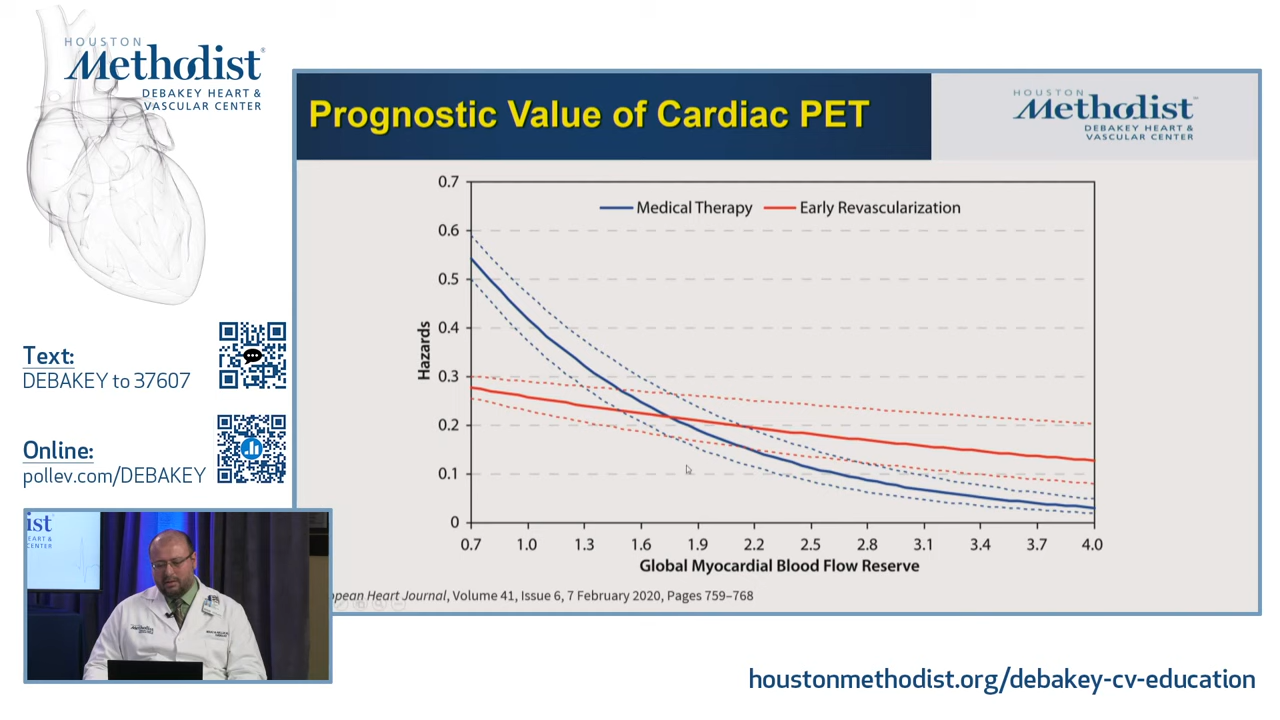 HOUSTON
Methodist
DEBAKEY HEART &
VASCULAR CENTER
Text:
DEBAKEY to 37607
Online:
pollev.com/DEBAKEY
Prognostic Value of Cardiac PET
HOUSTON
Methodist
DEBAKEY HEART &
VASCULAR CENTER
Medical Therapy
Early Revascularization
Hazards
0.7
0.6
0.5
0.4
0.3
0.2
0.1
0
0.7 1.0 1.3 1.6 1.9 2.2 2.5 2.8 3.1 3.4 3.7 4.0
Global Myocardial Blood Flow Reserve
opean Heart Journal, Volume 41, Issue 6, 7 February 2020, Pages 759–768
ist
HEART &
CENTER
houstonmethodist.org/debakey-cv-education